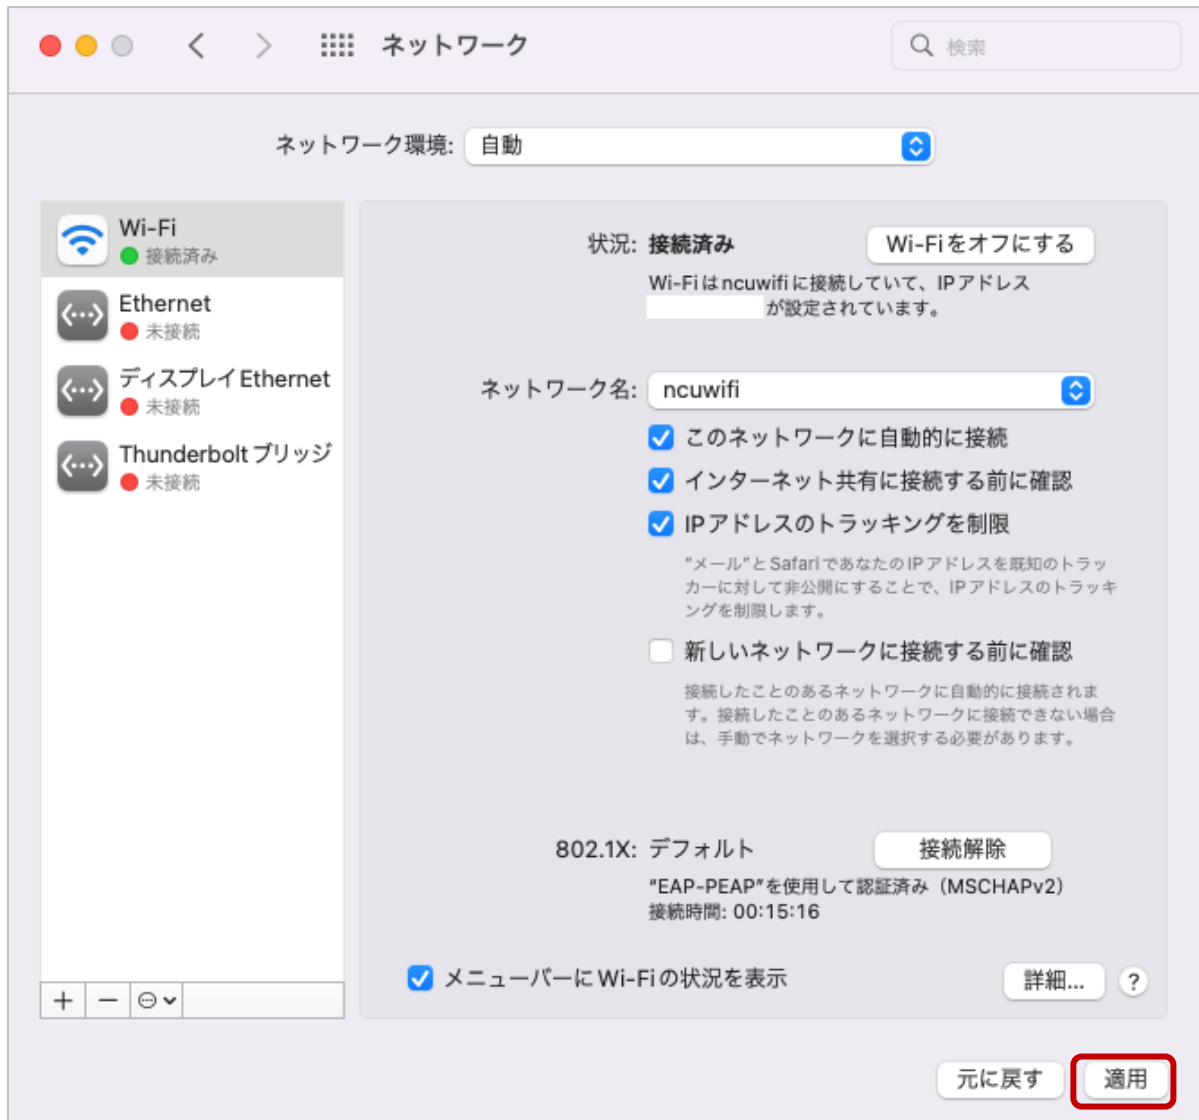 ネットワーク
検索
ネットワーク環境: 自動
Wi-Fi
接続済み
Ethernet
未接続
ディスプレイ Ethernet
未接続
Thunderbolt ブリッジ
未接続
状況: 接続済み
Wi-Fiをオフにする
Wi-Fiはncuwifiに接続していて、IPアドレス
が設定されています。
ネットワーク名: ncuwifi
このネットワークに自動的に接続
インターネット共有に接続する前に確認
IPアドレスのトラッキングを制限
"メール"とSafariであなたのIPアドレスを既知のトラッ
カーに対して非公開にすることで、IPアドレスのトラッキ
ングを制限します。
新しいネットワークに接続する前に確認
接続したことのあるネットワークに自動的に接続されま
す。接続したことのあるネットワークに接続できない場合
は、手動でネットワークを選択する必要があります。
802.1X: デフォルト
接続解除
"EAP-PEAP"を使用して認証済み（MSCHAPv2）
接続時間: 00:15:16
メニューバーにWi-Fiの状況を表示
詳細...
?
元に戻す
適用